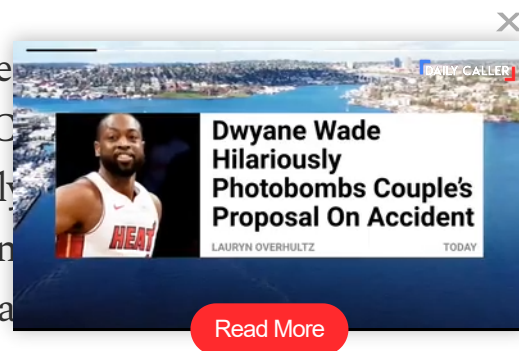 DAILY CALLER
Dwyane Wade
Hilariously
Photobombs Couple's
Proposal On Accident
LAURYN OVERHULTZ TODAY
HEAT
Read More